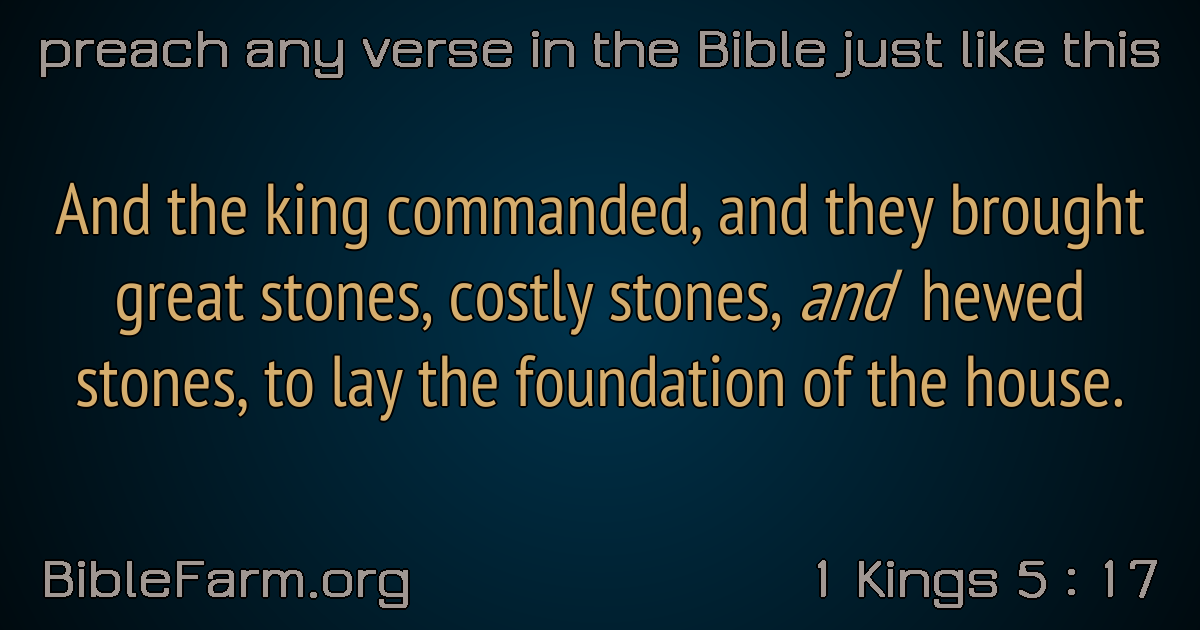 preach any verse in the Bible just like this
And the king commanded, and they brought
great stones, costly stones, and hewed
stones, to lay the foundation of the house.
BibleFarm.org
1 Kings 5 : 17